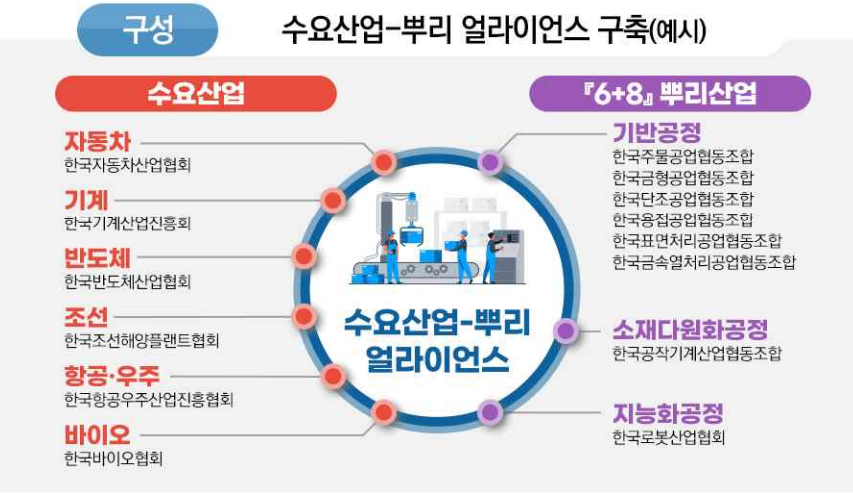 구성
수요산업-뿌리 얼라이언스 구축(예시)
수요산업
자동차
한국자동차산업협회
기계
한국기계산업진흥회
반도체
한국반도체산업협회
조선
한국조선해양플랜트협회
항공·우주
한국항공우주산업진흥협회
바이오
한국바이오협회
수요산업-뿌리
얼라이언스
『6+8』 뿌리산업
기반공정
한국주물공업협동조합
한국금형공업협동조합
한국단조공업협동조합
한국용접공업협동조합
한국표면처리공업협동조합
한국금속열처리공업협동조합
소재다원화공정
한국공작기계산업협동조합
지능화공정
한국로봇산업협회